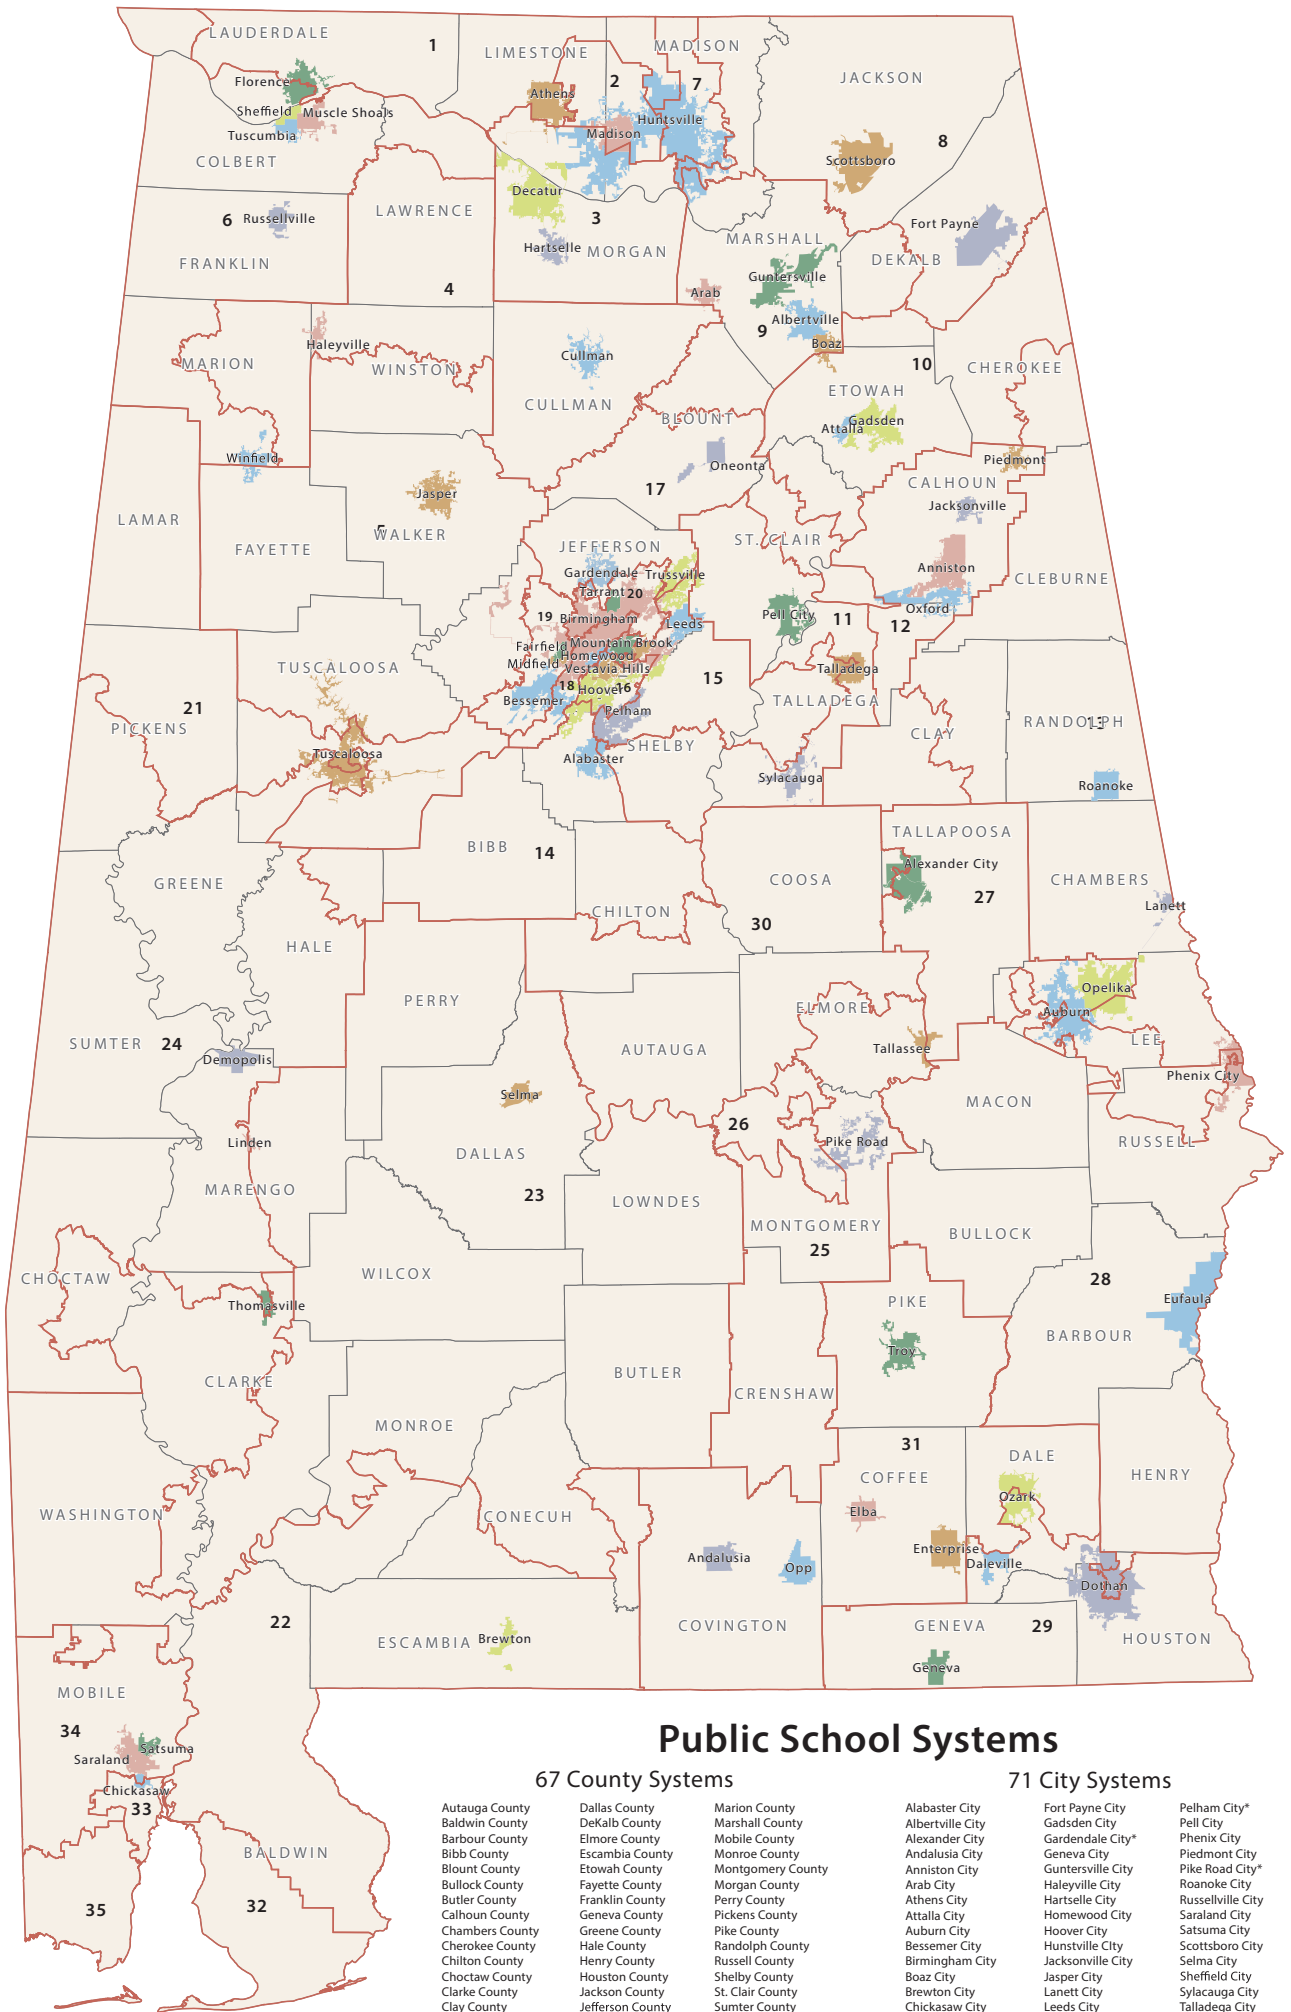 LAUDERDALE
1
LIMESTONE
MADISON
2
7
JACKSON
Florence
Athens
Sheffield
Muscle Shoals
Tuscumbia
Madison
Huntsville
Scottsboro
8
COLBERT
Decatur
LAWRENCE
6
Russellville
3
Hartselle
MORGAN
MARSHALL
Fort Payne
DEKALB
FRANKLIN
4
Guntersville
Arab
Albertville
9
Boaz
Haleyville
MARION
WINSTON
Cullman
10
CHEROKEE
CULLMAN
ETOWAH
BLOUNT
Gadsden
Attalla
Winfield
Oneonta
Piedmont
17
CALHOUN
Jasper
Jacksonville
LAMAR
5
WALKER
FAYETTE
JEFFERSON
ST. CLAIR
Gardendale
Trussville
Anniston
CLEBURNE
Tarrant
20
19
Birmingham
Leeds
Pell City
11
Oxford
12
Fairfield
Mountain Brook
Homewood
Midfield
Vestavia Hills
Talladega
TUSCALOOSA
18
Hoover
16
15
Bessemer
Pelham
TALLADEGA
21
PICKENS
CLAY
RANDOLPH
13
Tuscaloosa
Alabaster
SHELBY
Sylacauga
Roanoke
BIBB
14
TALLAPOOSA
GREENE
COOSA
Alexander City
CHAMBERS
27
Lanett
CHILTON
30
HALE
PERRY
ELMORE
Opelika
Auburn
SUMTER
24
Demopolis
AUTAUGA
Tallassee
LEE
Phenix City
Selma
MACON
26
Linden
Pike Road
RUSSELL
DALLAS
MARENGO
23
LOWNDES
MONTGOMERY
25
BULLOCK
CHOCTAW
WILCOX
28
Thomasville
PIKE
Eufaula
BARBOUR
Troy
CLARKE
BUTLER
CRENSHAW
MONROE
31
DALE
COFFEE
HENRY
Ozark
WASHINGTON
CONECUH
Elba
Andalusia
Opp
Enterprise
Daleville
Dothan
22
ESCAMBIA
Brewton
COVINGTON
GENEVA
29
HOUSTON
Geneva
MOBILE
34
Satsuma
Saraland
Chickasaw
33
BALDWIN
35
32
Public School Systems
67 County Systems
Autauga County
Baldwin County
Barbour County
Bibb County
Blount County
Bullock County
Butler County
Calhoun County
Chambers County
Cherokee County
Chilton County
Choctaw County
Clarke County
Clay County
Dallas County
DeKalb County
Elmore County
Escambia County
Etowah County
Fayette County
Franklin County
Geneva County
Greene County
Hale County
Henry County
Houston County
Jackson County
Jefferson County
Marion County
Marshall County
Mobile County
Monroe County
Montgomery County
Morgan County
Perry County
Pickens County
Pike County
Randolph County
Russell County
Shelby County
St. Clair County
Sumter County
71 City Systems
Alabaster City
Albertville City
Alexander City
Andalusia City
Anniston City
Arab City
Athens City
Attalla City
Auburn City
Bessemer City
Birmingham City
Boaz City
Brewton City
Chickasaw City
Fort Payne City
Gadsden City
Gardendale City*
Geneva City
Guntersville City
Haleyville City
Hartselle City
Homewood City
Hoover City
Hunstville CIty
Jacksonville City
Jasper City
Lanett City
Leeds City
Pelham City*
Pell City
Phenix City
Piedmont City
Pike Road City*
Roanoke City
Russellville City
Saraland City
Satsuma City
Scottsboro City
Selma City
Sheffield City
Sylacauga City
Talladega City